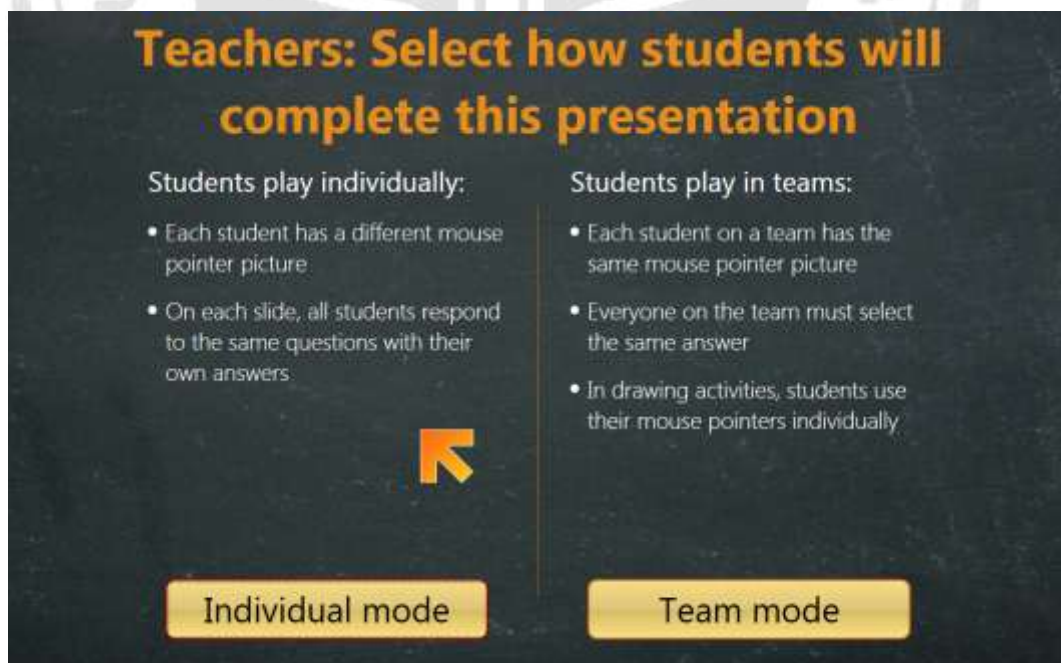 Teachers: Select how students will
complete this presentation
Students play individually:
• Each student has a different mouse
pointer picture
• On each slide, all students respond
to the same questions with their
own answers
Students play in teams:
• Each student on a team has the
same mouse pointer picture
• Everyone on the team must select
the same answer
• In drawing activities, students use
their mouse pointers individually
Individual mode
Team mode